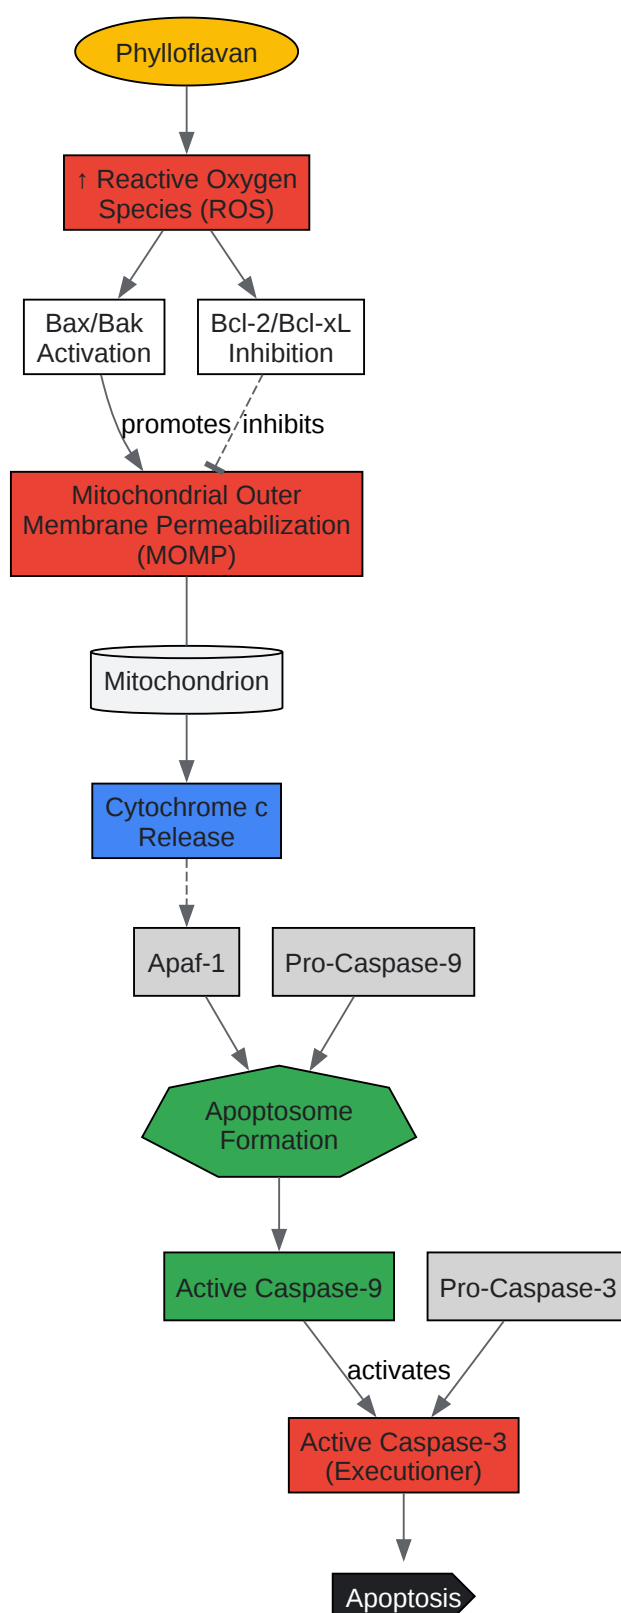 Phylloflavan
↑ Reactive Oxygen
Species (ROS)
Bax/Bak
Activation
Bcl-2/Bcl-xL
Inhibition
promotes
inhibits
Mitochondrial Outer
Membrane Permeabilization
(MOMP)
Mitochondrion
Cytochrome c
Release
Apaf-1
Pro-Caspase-9
Apoptosome
Formation
Active Caspase-9
Pro-Caspase-3
activates
Active Caspase-3
(Executioner)
Apoptosis